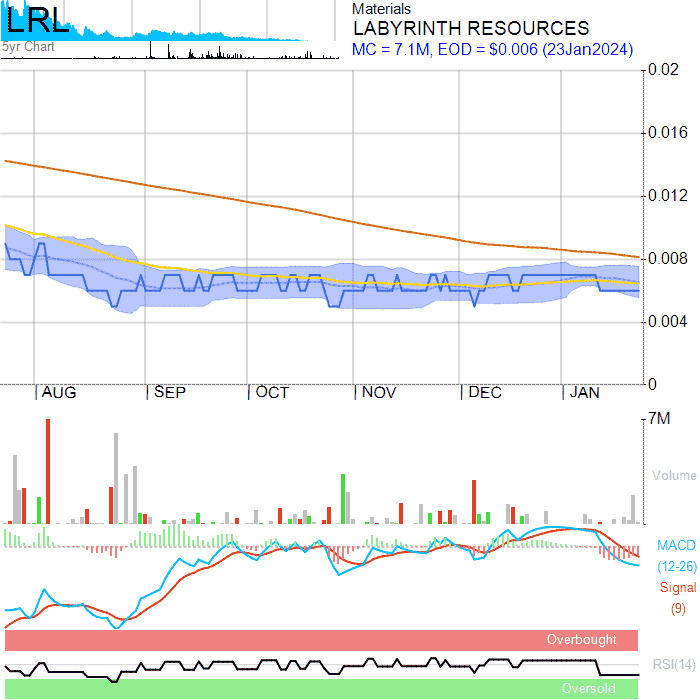 LRL
5yr Chart
Materials
LABYRINTH RESOURCES
MC = 7.1M, EOD = $0.006 (23Jan2024)
0.02
0.016
0.012
0.008
0.004
0
AUG SEP OCT NOV DEC JAN
7M
Volume
MACD
(12-26)
Signal
(9)
Overbought
RSI(14)
Oversold